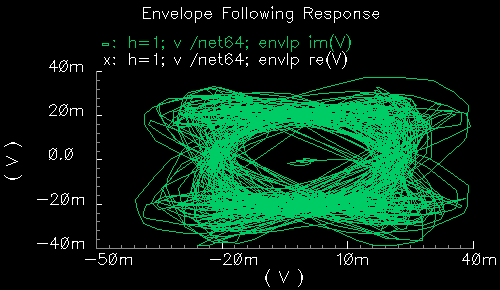 Envelope Following Response
▭: h=1; v /net64; envlp im(V)
x: h=1; v /net64; envlp re(V)
40m
20m
0.0
-20m
-40m
(V)
-50m -20m 10m 40m
(V)